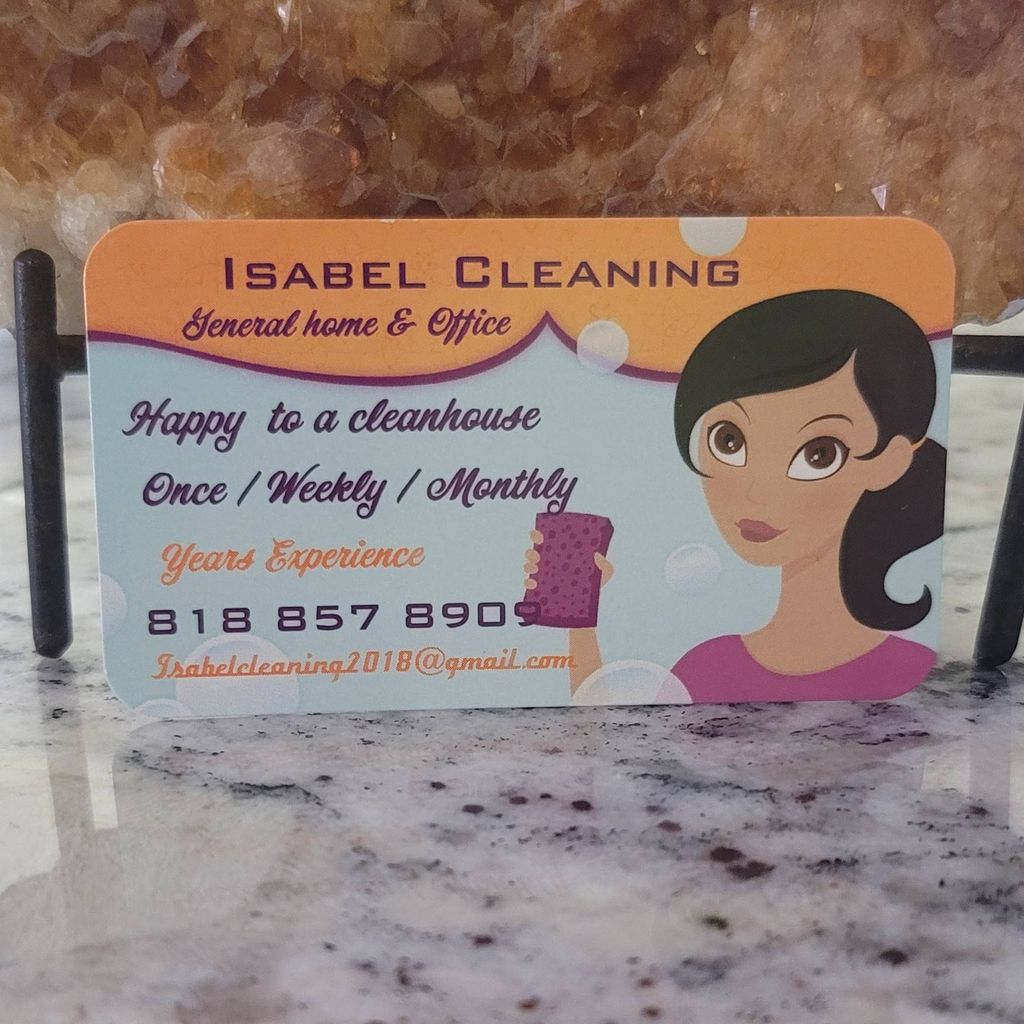 ISABEL CLEANING
General home & Office
Happy to a cleanhouse
Once / Weekly / Monthly
Years Experience
818 857 8909
Isabelcleaning2018@gmail.com